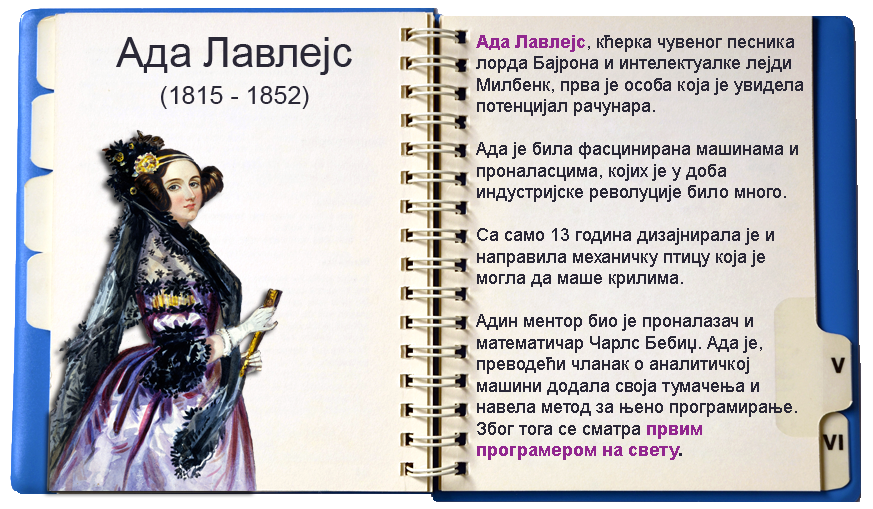 Ада Лавлејс
(1815 - 1852)
Ада Лавлејс, кћерка чувеног песника
лорда Бајрона и интелектуалке лејди
Милбенк, прва је особа која је увидела
потенцијал рачунара.
Ада је била фасцинирана машинама и
проналасцима, којих је у доба
индустријске револуције било много.
Са само 13 година дизајнирала је и
направила механичку птицу која је
могла да маше крилима.
Адин ментор био је проналазач и
математичар Чарлс Бебиџ. Ада је,
преводећи чланак о аналитичкој
машини додала своја тумачења и
навела метод за њено програмирање.
Због тога се сматра првим
програмером на свету.
V
VI